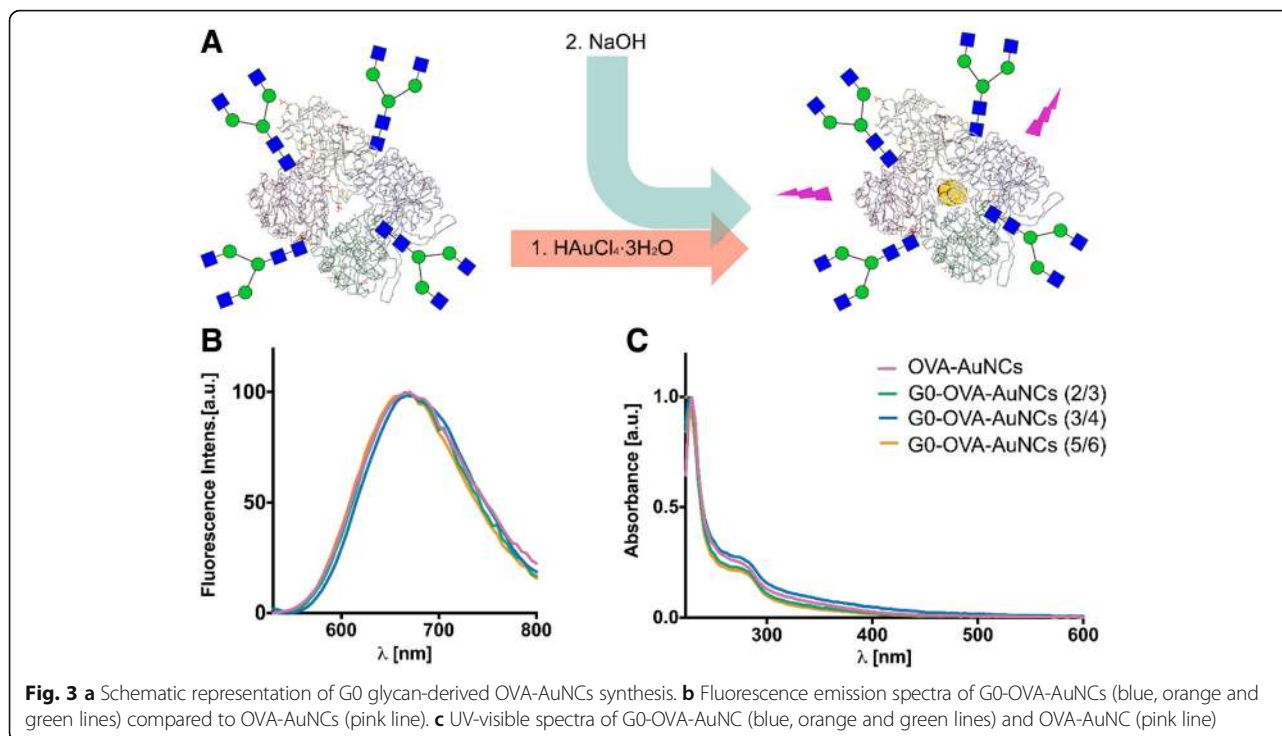 A
2. NaOH
1. HAuCl₄·3H₂O
B
Fluorescence Intens.[a.u.]
100
50
0
600
700
800
λ [nm]
C
Absorbance [a.u.]
1.0
0.5
0.0
300
400
500
600
λ [nm]
OVA-AuNCs
G0-OVA-AuNCs (2/3)
G0-OVA-AuNCs (3/4)
G0-OVA-AuNCs (5/6)
Fig. 3 a Schematic representation of G0 glycan-derived OVA-AuNCs synthesis. b Fluorescence emission spectra of G0-OVA-AuNCs (blue, orange and
green lines) compared to OVA-AuNCs (pink line). c UV-visible spectra of G0-OVA-AuNC (blue, orange and green lines) and OVA-AuNC (pink line)